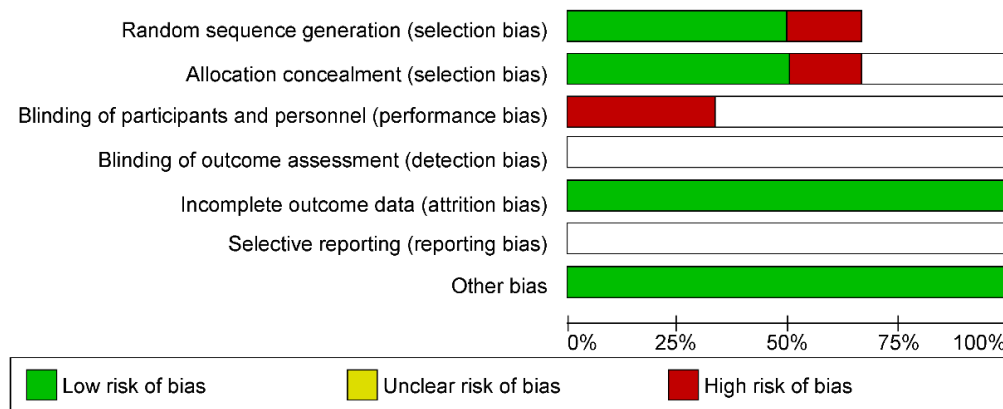 Random sequence generation (selection bias)
Allocation concealment (selection bias)
Blinding of participants and personnel (performance bias)
Blinding of outcome assessment (detection bias)
Incomplete outcome data (attrition bias)
Selective reporting (reporting bias)
Other bias
0% 25% 50% 75% 100%
Low risk of bias Unclear risk of bias High risk of bias